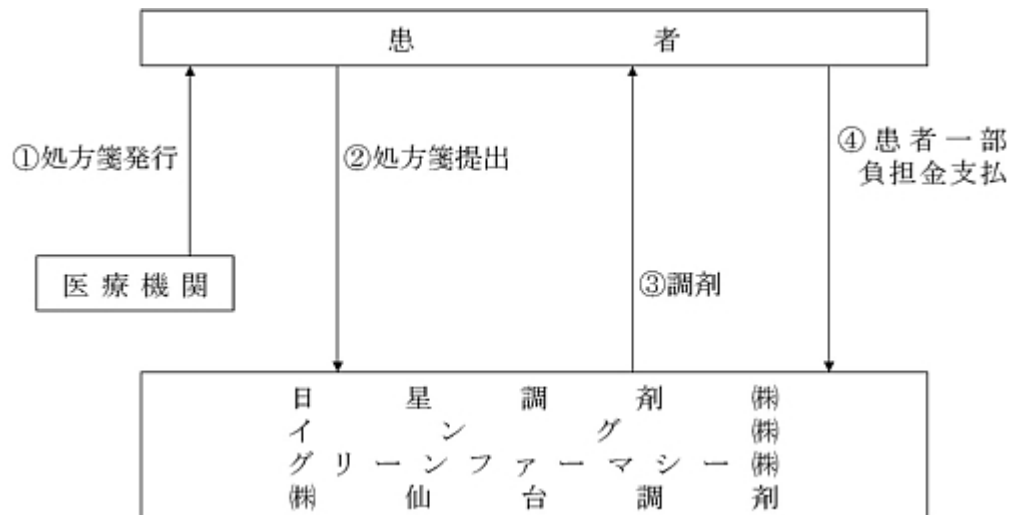 患者
①処方箋発行
②処方箋提出
④患者一部
負担金支払
医療機関
③調剤
日星調剤㈱
イング㈱
グリーンファーマシー㈱
㈱仙台調剤